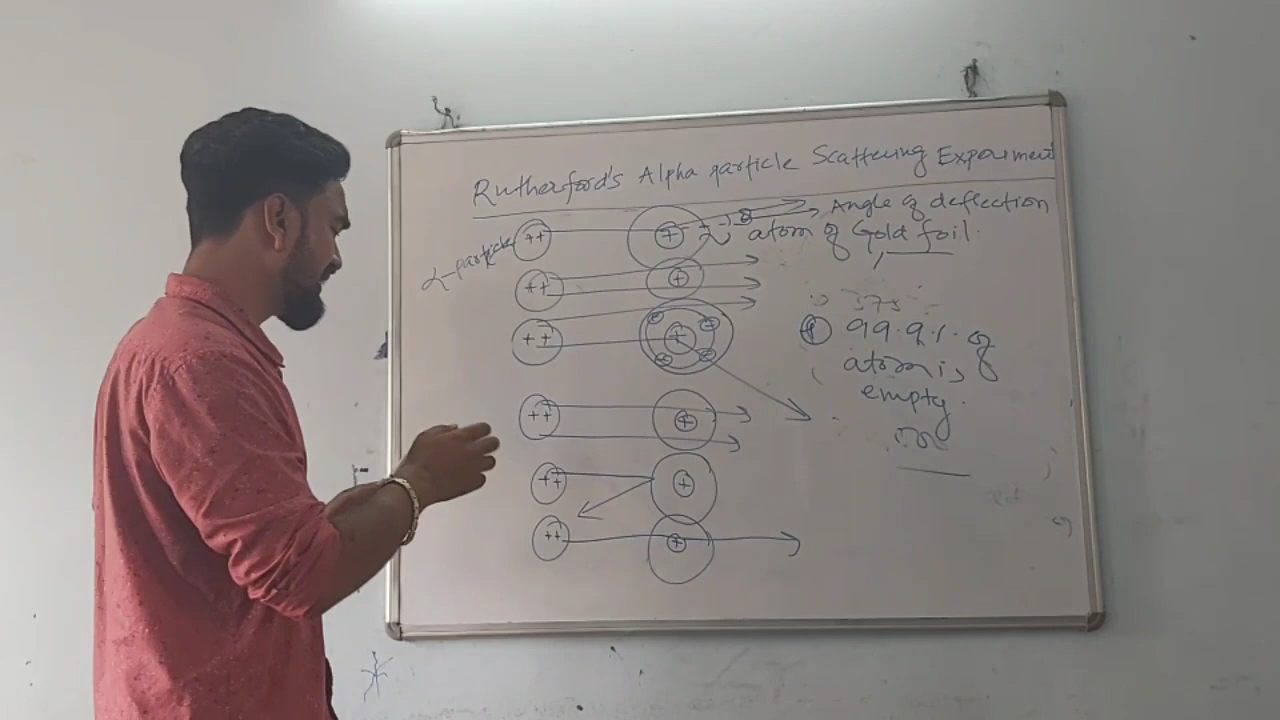 Rutherford's Alpha particle Scattering Experiment
Angle of deflection
α-particle ++ + θ atom of Gold foil.
++ +
++ +
① 99.9% of
atom is
empty.
++ +
++ +
++ +